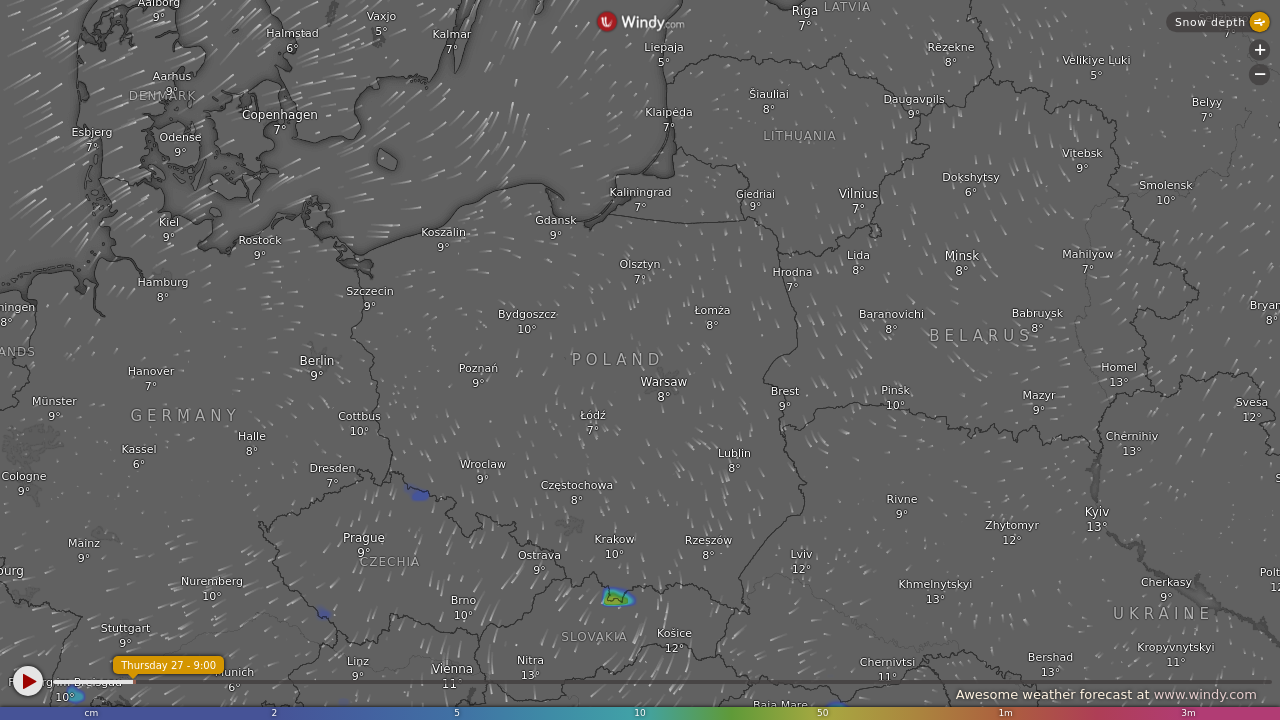 Aalborg
9°
Halmstad
6°
Vaxjo
5°
Kalmar
7°
Windy.com
Liepaja
5°
Riga
7°
LATVIA
Rēzekne
8°
Velikiye Luki
5°
Snow depth
7°
+
−
Aarhus
9°
DENMARK
Copenhagen
7°
Esbjerg
7°
Odense
9°
Klaipėda
7°
Šiauliai
8°
LITHUANIA
Daugavpils
9°
Belyy
7°
Vitebsk
9°
Kaliningrad
7°
Giedriai
9°
Vilnius
7°
Dokshytsy
6°
Smolensk
10°
Kiel
9°
Rostock
9°
Koszalin
9°
Gdansk
9°
Olsztyn
7°
Hrodna
7°
Lida
8°
Minsk
8°
Mahilyow
7°
Hamburg
8°
Szczecin
9°
Bydgoszcz
10°
Łomża
8°
Baranovichi
8°
Babruysk
8°
BELARUS
8°
Berlin
9°
POLAND
Poznań
9°
Warsaw
8°
Hanover
7°
Münster
9°
GERMANY
Cottbus
10°
Łódź
7°
Brest
9°
Pinsk
10°
Mazyr
9°
Homel
13°
Svesa
12°
Halle
8°
Kassel
6°
Cologne
9°
Dresden
7°
Wroclaw
9°
Częstochowa
8°
Lublin
8°
Chernihiv
13°
Rivne
9°
Zhytomyr
12°
Kyiv
13°
Mainz
9°
Prague
9°
CZECHIA
Ostrava
9°
Krakow
10°
Rzeszow
8°
Lviv
12°
Nuremberg
10°
Brno
10°
Khmelnytskyi
13°
Cherkasy
9°
UKRAINE
Stuttgart
9°
SLOVAKIA
Košice
12°
Kropyvnytskyi
11°
Thursday 27 - 9:00
Linz
9°
Vienna
11
Nitra
13°
Chernivtsi
11°
Bershad
13°
10°
6°
Baia Mare
Awesome weather forecast at www.windy.com
cm 2 5 10 50 1m 3m